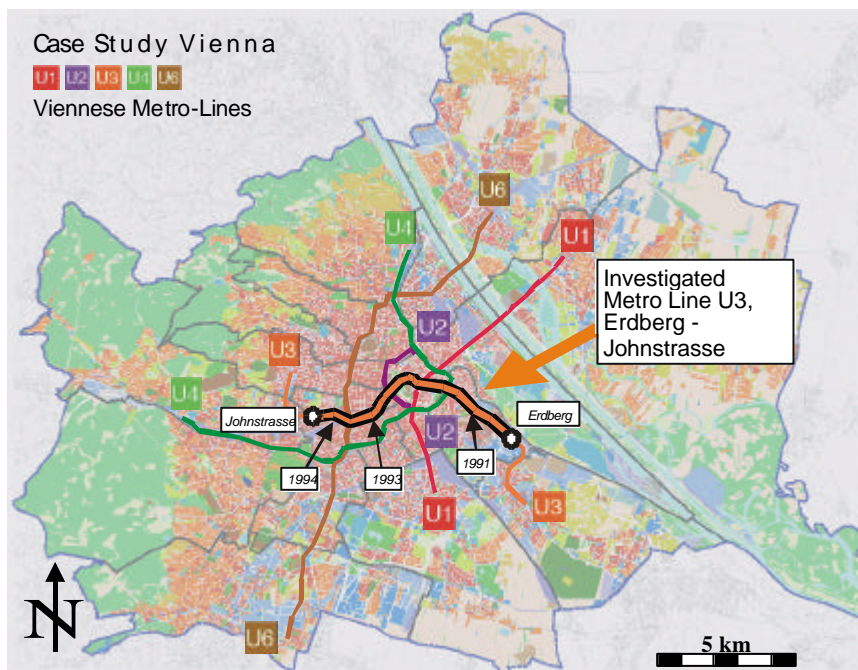 Case Study Vienna
U1 U2 U3 U4 U6
Viennese Metro-Lines
U6
U4
U1
Investigated
Metro Line U3,
Erdberg -
Johnstrasse
U2
U3
U4
Johnstrasse
Erdberg
U2
1994
1993
1991
U1
U3
N
U6
5 km